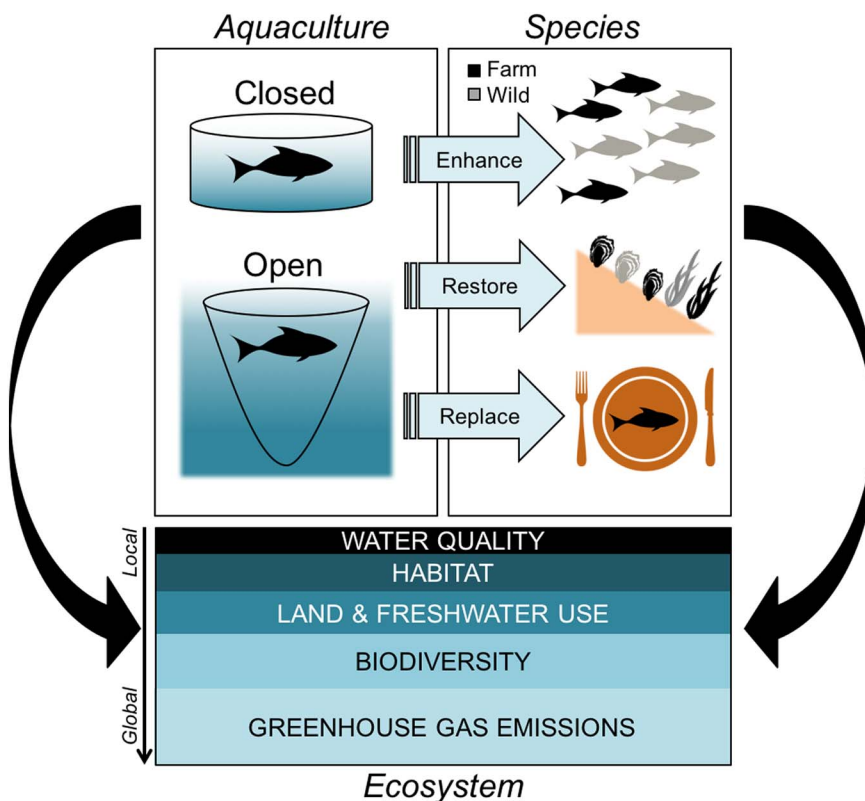 Aquaculture
Species
Closed
Open
Farm
Wild
Enhance
Restore
Replace
Local
Global
WATER QUALITY
HABITAT
LAND & FRESHWATER USE
BIODIVERSITY
GREENHOUSE GAS EMISSIONS
Ecosystem